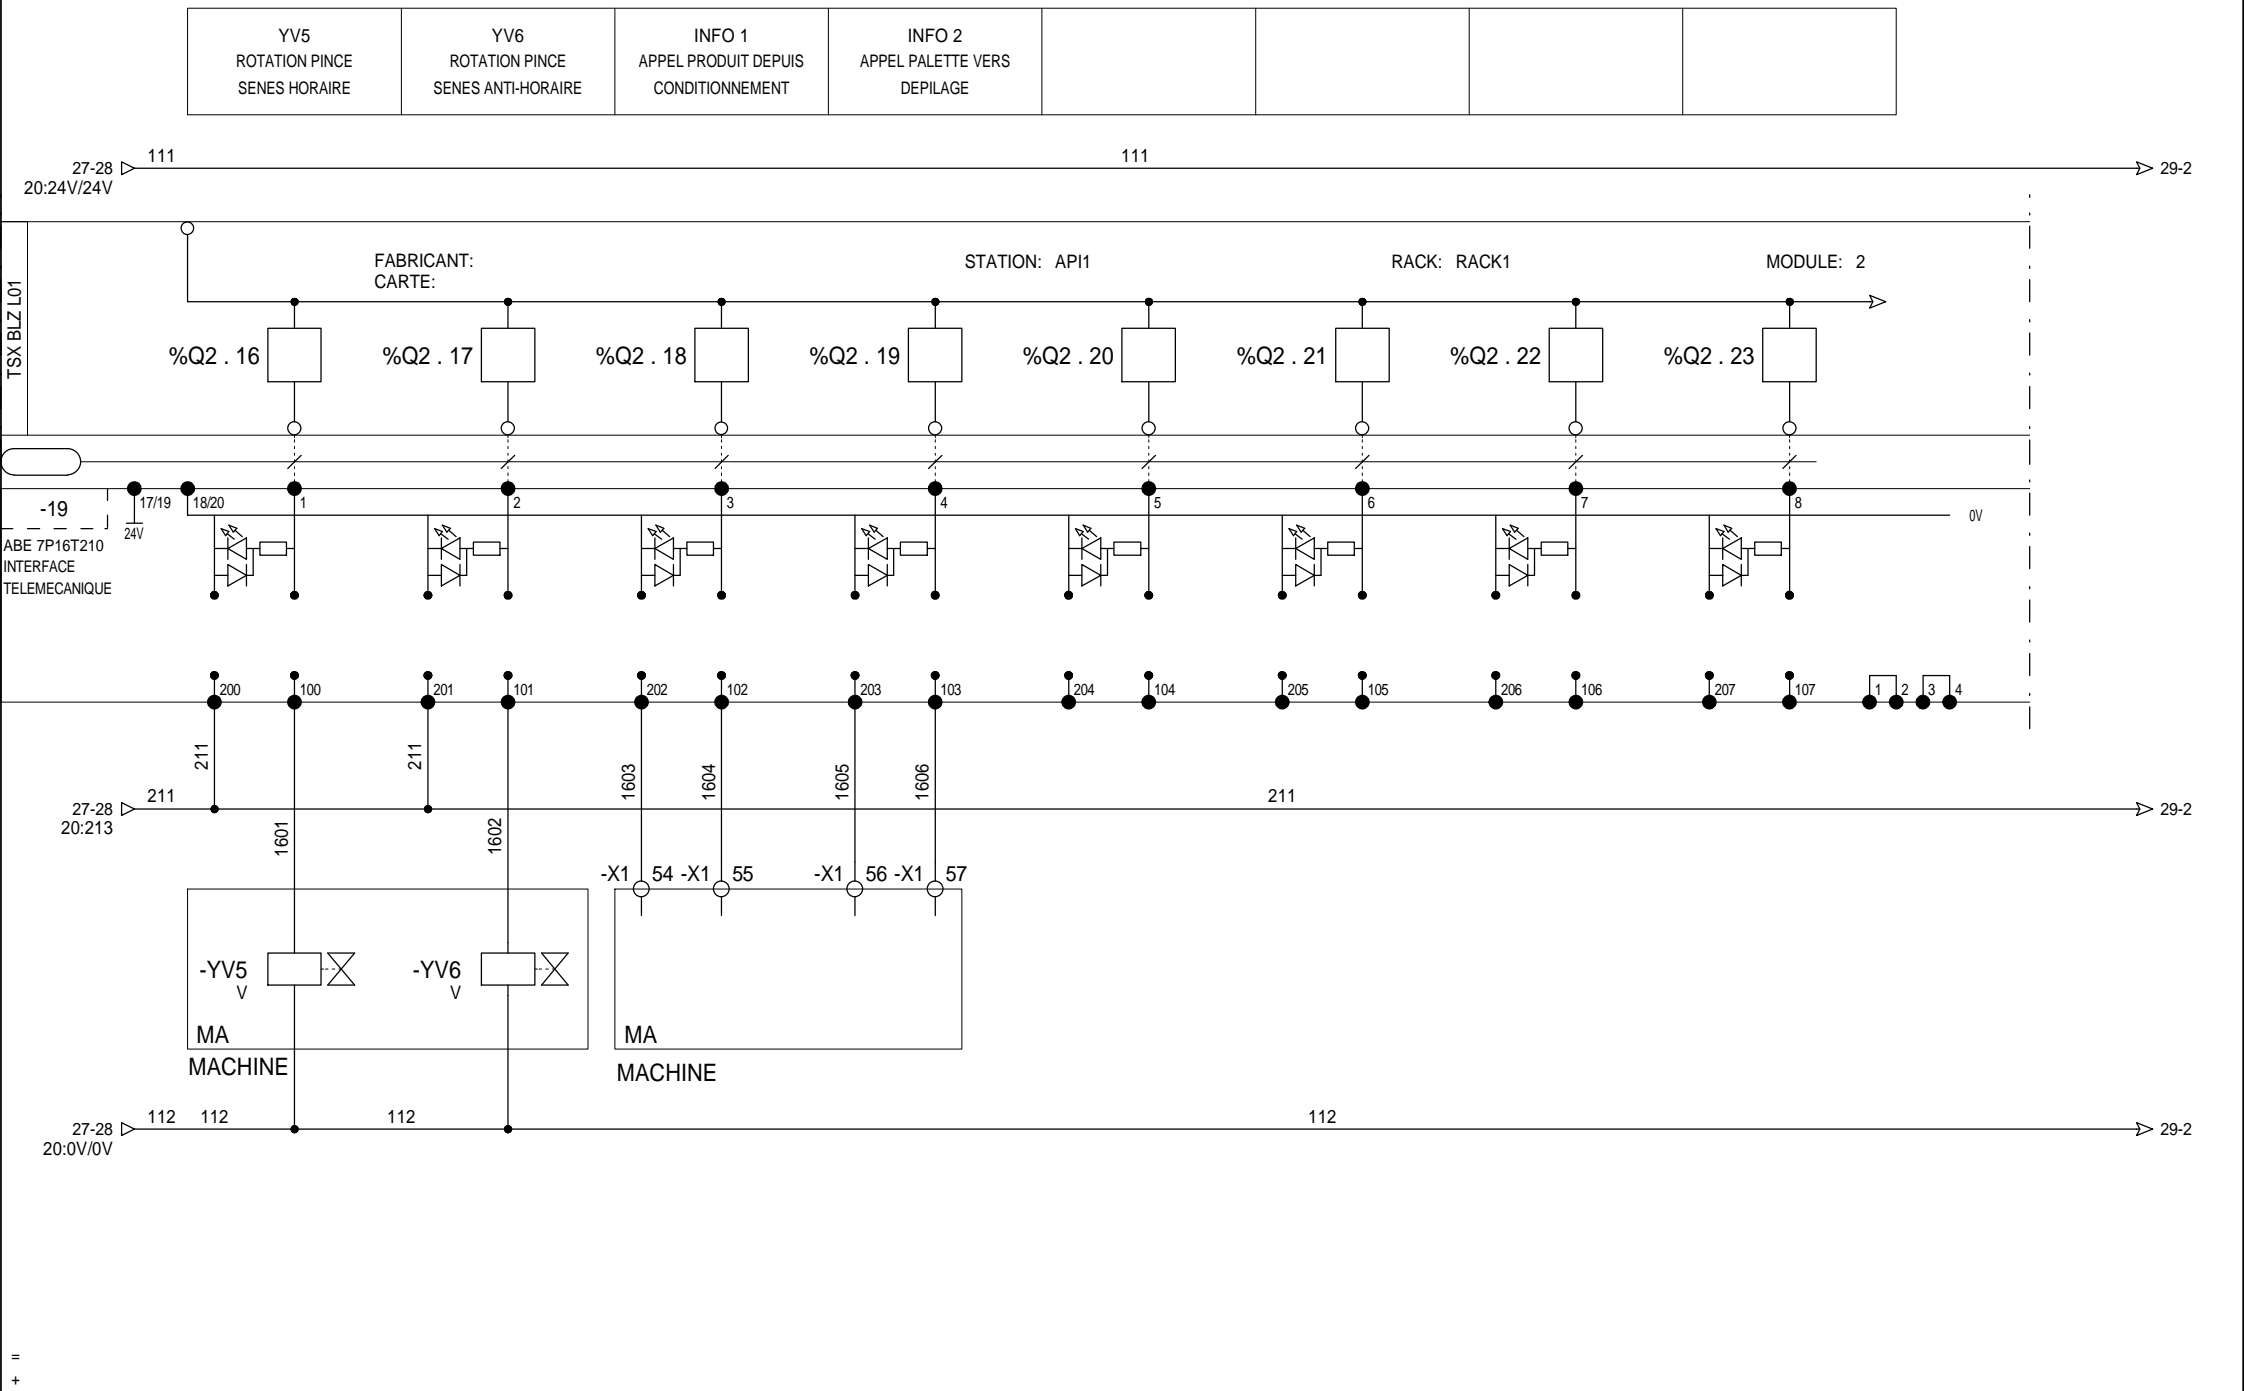 YV5
ROTATION PINCE
SENES HORAIRE
YV6
ROTATION PINCE
SENES ANTI-HORAIRE
INFO 1
APPEL PRODUIT DEPUIS
CONDITIONNEMENT
INFO 2
APPEL PALETTE VERS
DEPILAGE
27-28
20:24V/24V
111
111
29-2
TSX BLZ L01
FABRICANT:
CARTE:
STATION: API1
RACK: RACK1
MODULE: 2
%Q2 . 16
%Q2 . 17
%Q2 . 18
%Q2 . 19
%Q2 . 20
%Q2 . 21
%Q2 . 22
%Q2 . 23
-19
17/19
18/20
1
2
3
4
5
6
7
8
24V
0V
ABE 7P16T210
INTERFACE
TELEMECANIQUE
200
100
201
101
202
102
203
103
204
104
205
105
206
106
207
107
1
2
3
4
211
211
1603
1604
1605
1606
27-28
20:213
211
211
29-2
1601
1602
-X1 54
-X1 55
-X1 56
-X1 57
-YV5
V
-YV6
V
MA
MACHINE
MA
MACHINE
27-28
20:0V/0V
112
112
112
112
29-2
=
+